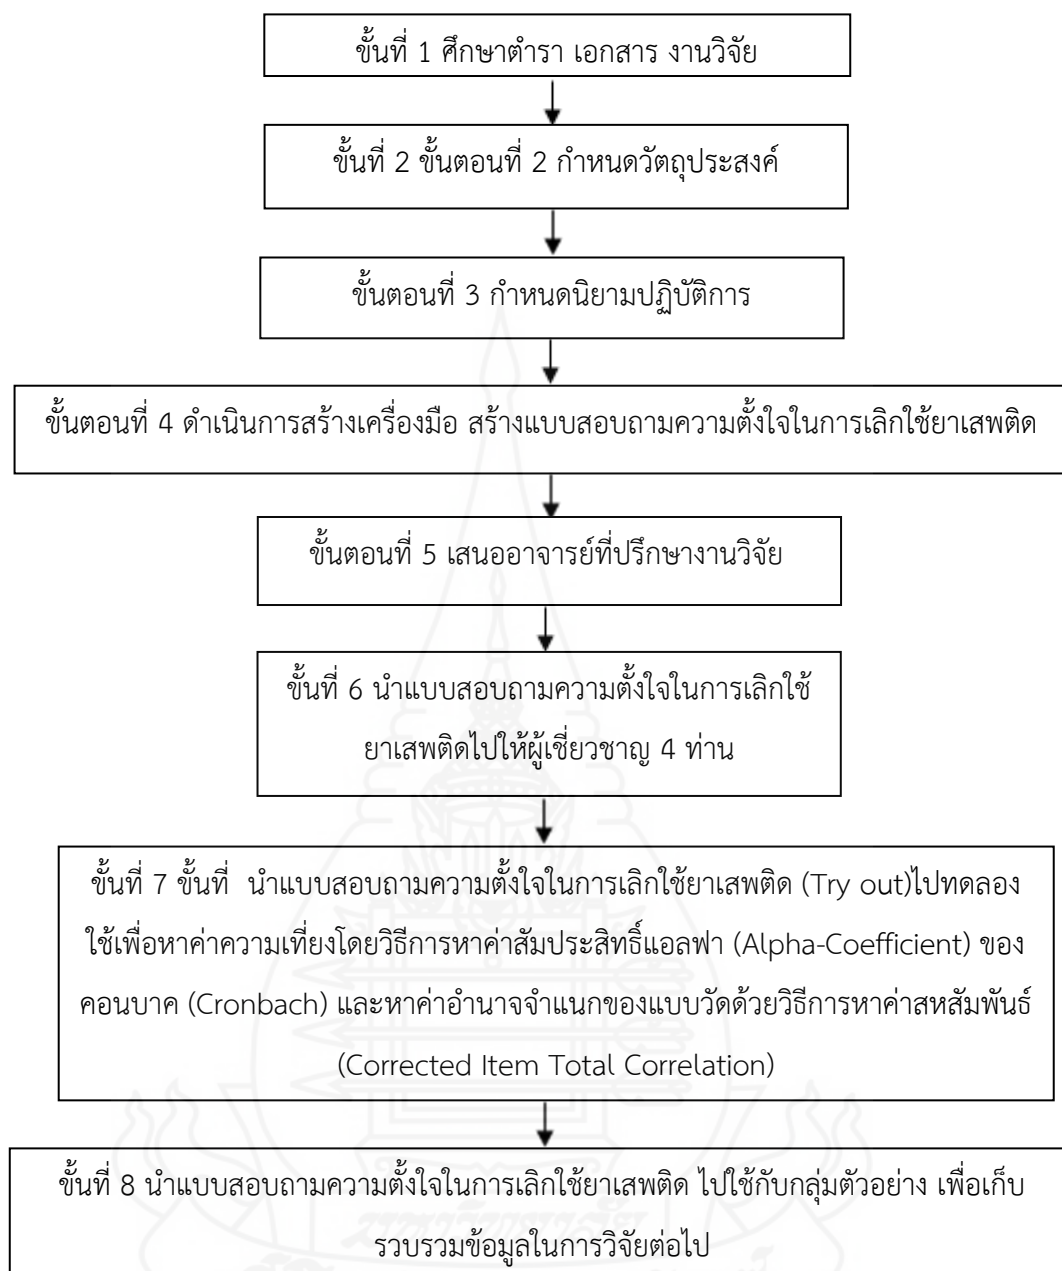 ขั้นที่ 1 ศึกษาตำรา เอกสาร งานวิจัย
ขั้นที่ 2 ขั้นตอนที่ 2 กำหนดวัตถุประสงค์
ขั้นตอนที่ 3 กำหนดนิยามปฏิบัติการ
ขั้นตอนที่ 4 ดำเนินการสร้างเครื่องมือ สร้างแบบสอบถามความตั้งใจในการเลิกใช้ยาเสพติด
ขั้นตอนที่ 5 เสนออาจารย์ที่ปรึกษางานวิจัย
ขั้นที่ 6 นำแบบสอบถามความตั้งใจในการเลิกใช้
ยาเสพติดไปให้ผู้เชี่ยวชาญ 4 ท่าน
ขั้นที่ 7 ขั้นที่  นำแบบสอบถามความตั้งใจในการเลิกใช้ยาเสพติด (Try out)ไปทดลอง
ใช้เพื่อหาค่าความเที่ยงโดยวิธีการหาค่าสัมประสิทธิ์แอลฟา (Alpha-Coefficient) ของ
คอนบาค (Cronbach) และหาค่าอำนาจจำแนกของแบบวัดด้วยวิธีการหาค่าสหสัมพันธ์
(Corrected Item Total Correlation)
ขั้นที่ 8 นำแบบสอบถามความตั้งใจในการเลิกใช้ยาเสพติด ไปใช้กับกลุ่มตัวอย่าง เพื่อเก็บ
รวบรวมข้อมูลในการวิจัยต่อไป